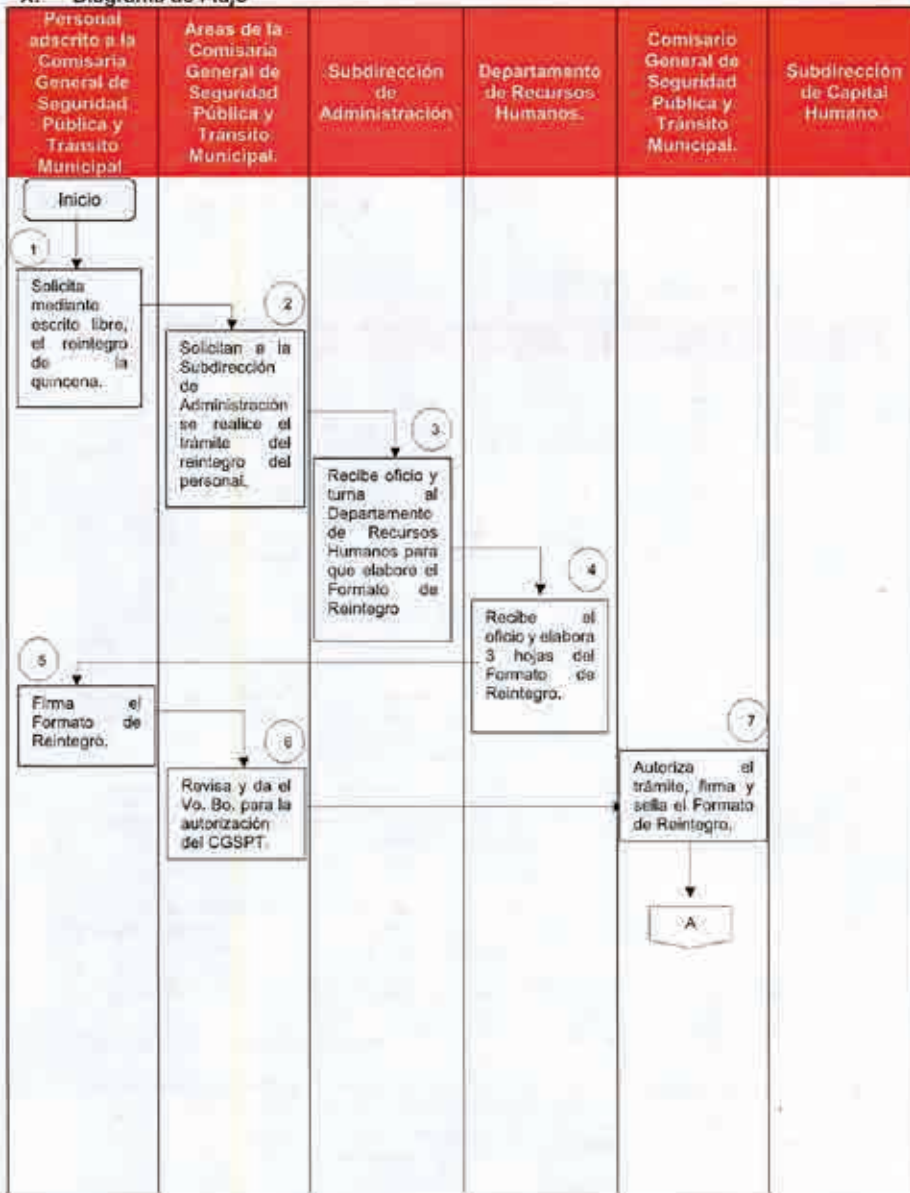 XI. Diagrama de Flujo
Personal
adscrito a la
Comisaría
General de
Seguridad
Pública y
Tránsito
Municipal
Áreas de la
Comisaría
General de
Seguridad
Pública y
Tránsito
Municipal.
Subdirección
de
Administración
Departamento
de Recursos
Humanos.
Comisario
General de
Seguridad
Pública y
Tránsito
Municipal.
Subdirección
de Capital
Humano.
Inicio
1
Solicita
mediante
escrito libre,
el reintegro
de la
quincena.
2
Solicitan a la
Subdirección
de
Administración
se realice el
trámite del
reintegro del
personal.
3
Recibe oficio y
turna al
Departamento
de Recursos
Humanos para
que elabore el
Formato de
Reintegro
4
Recibe el
oficio y elabora
3 hojas del
Formato de
Reintegro.
5
Firma el
Formato de
Reintegro.
6
Revisa y da el
Vo. Bo. para la
autorización
del CGSPT.
7
Autoriza el
trámite, firma y
sella el Formato
de Reintegro.
A